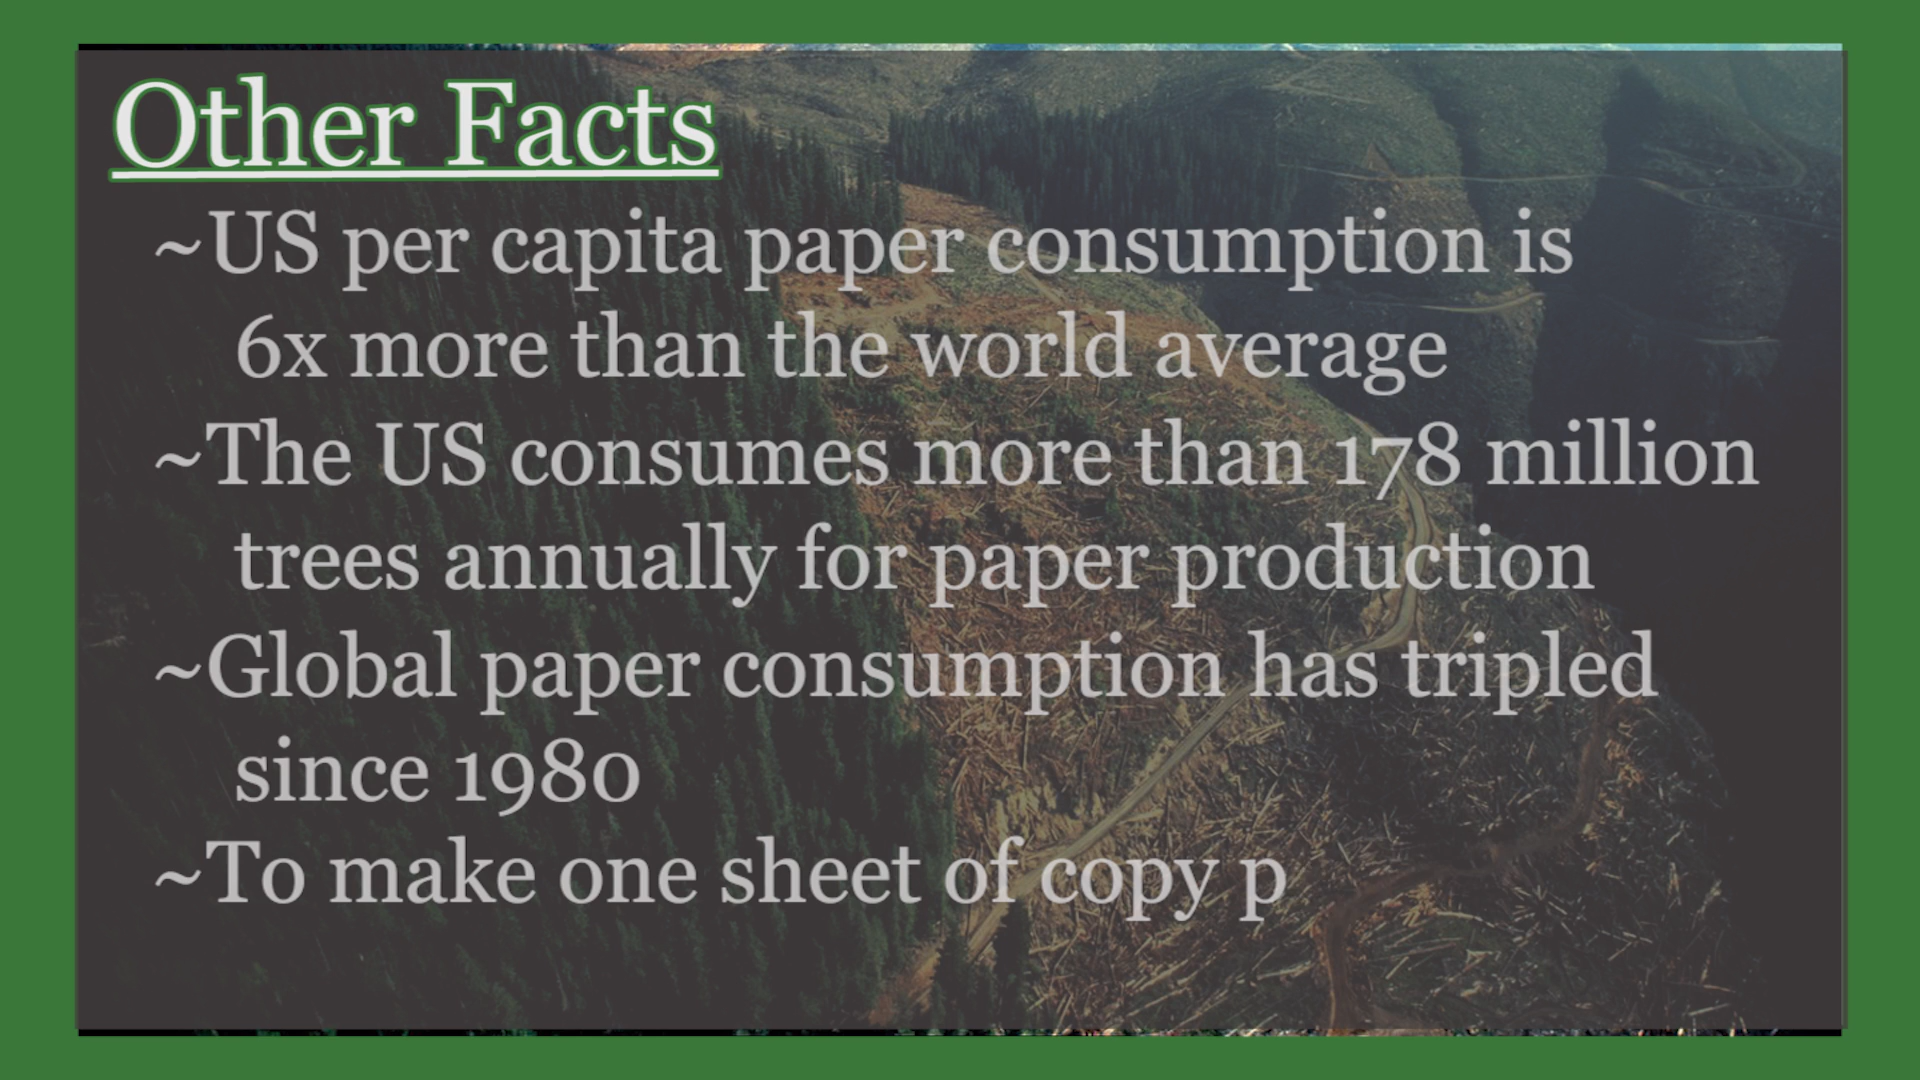 Other Facts
~US per capita paper consumption is
6x more than the world average
~The US consumes more than 178 million
trees annually for paper production
~Global paper consumption has tripled
since 1980
~To make one sheet of copy p